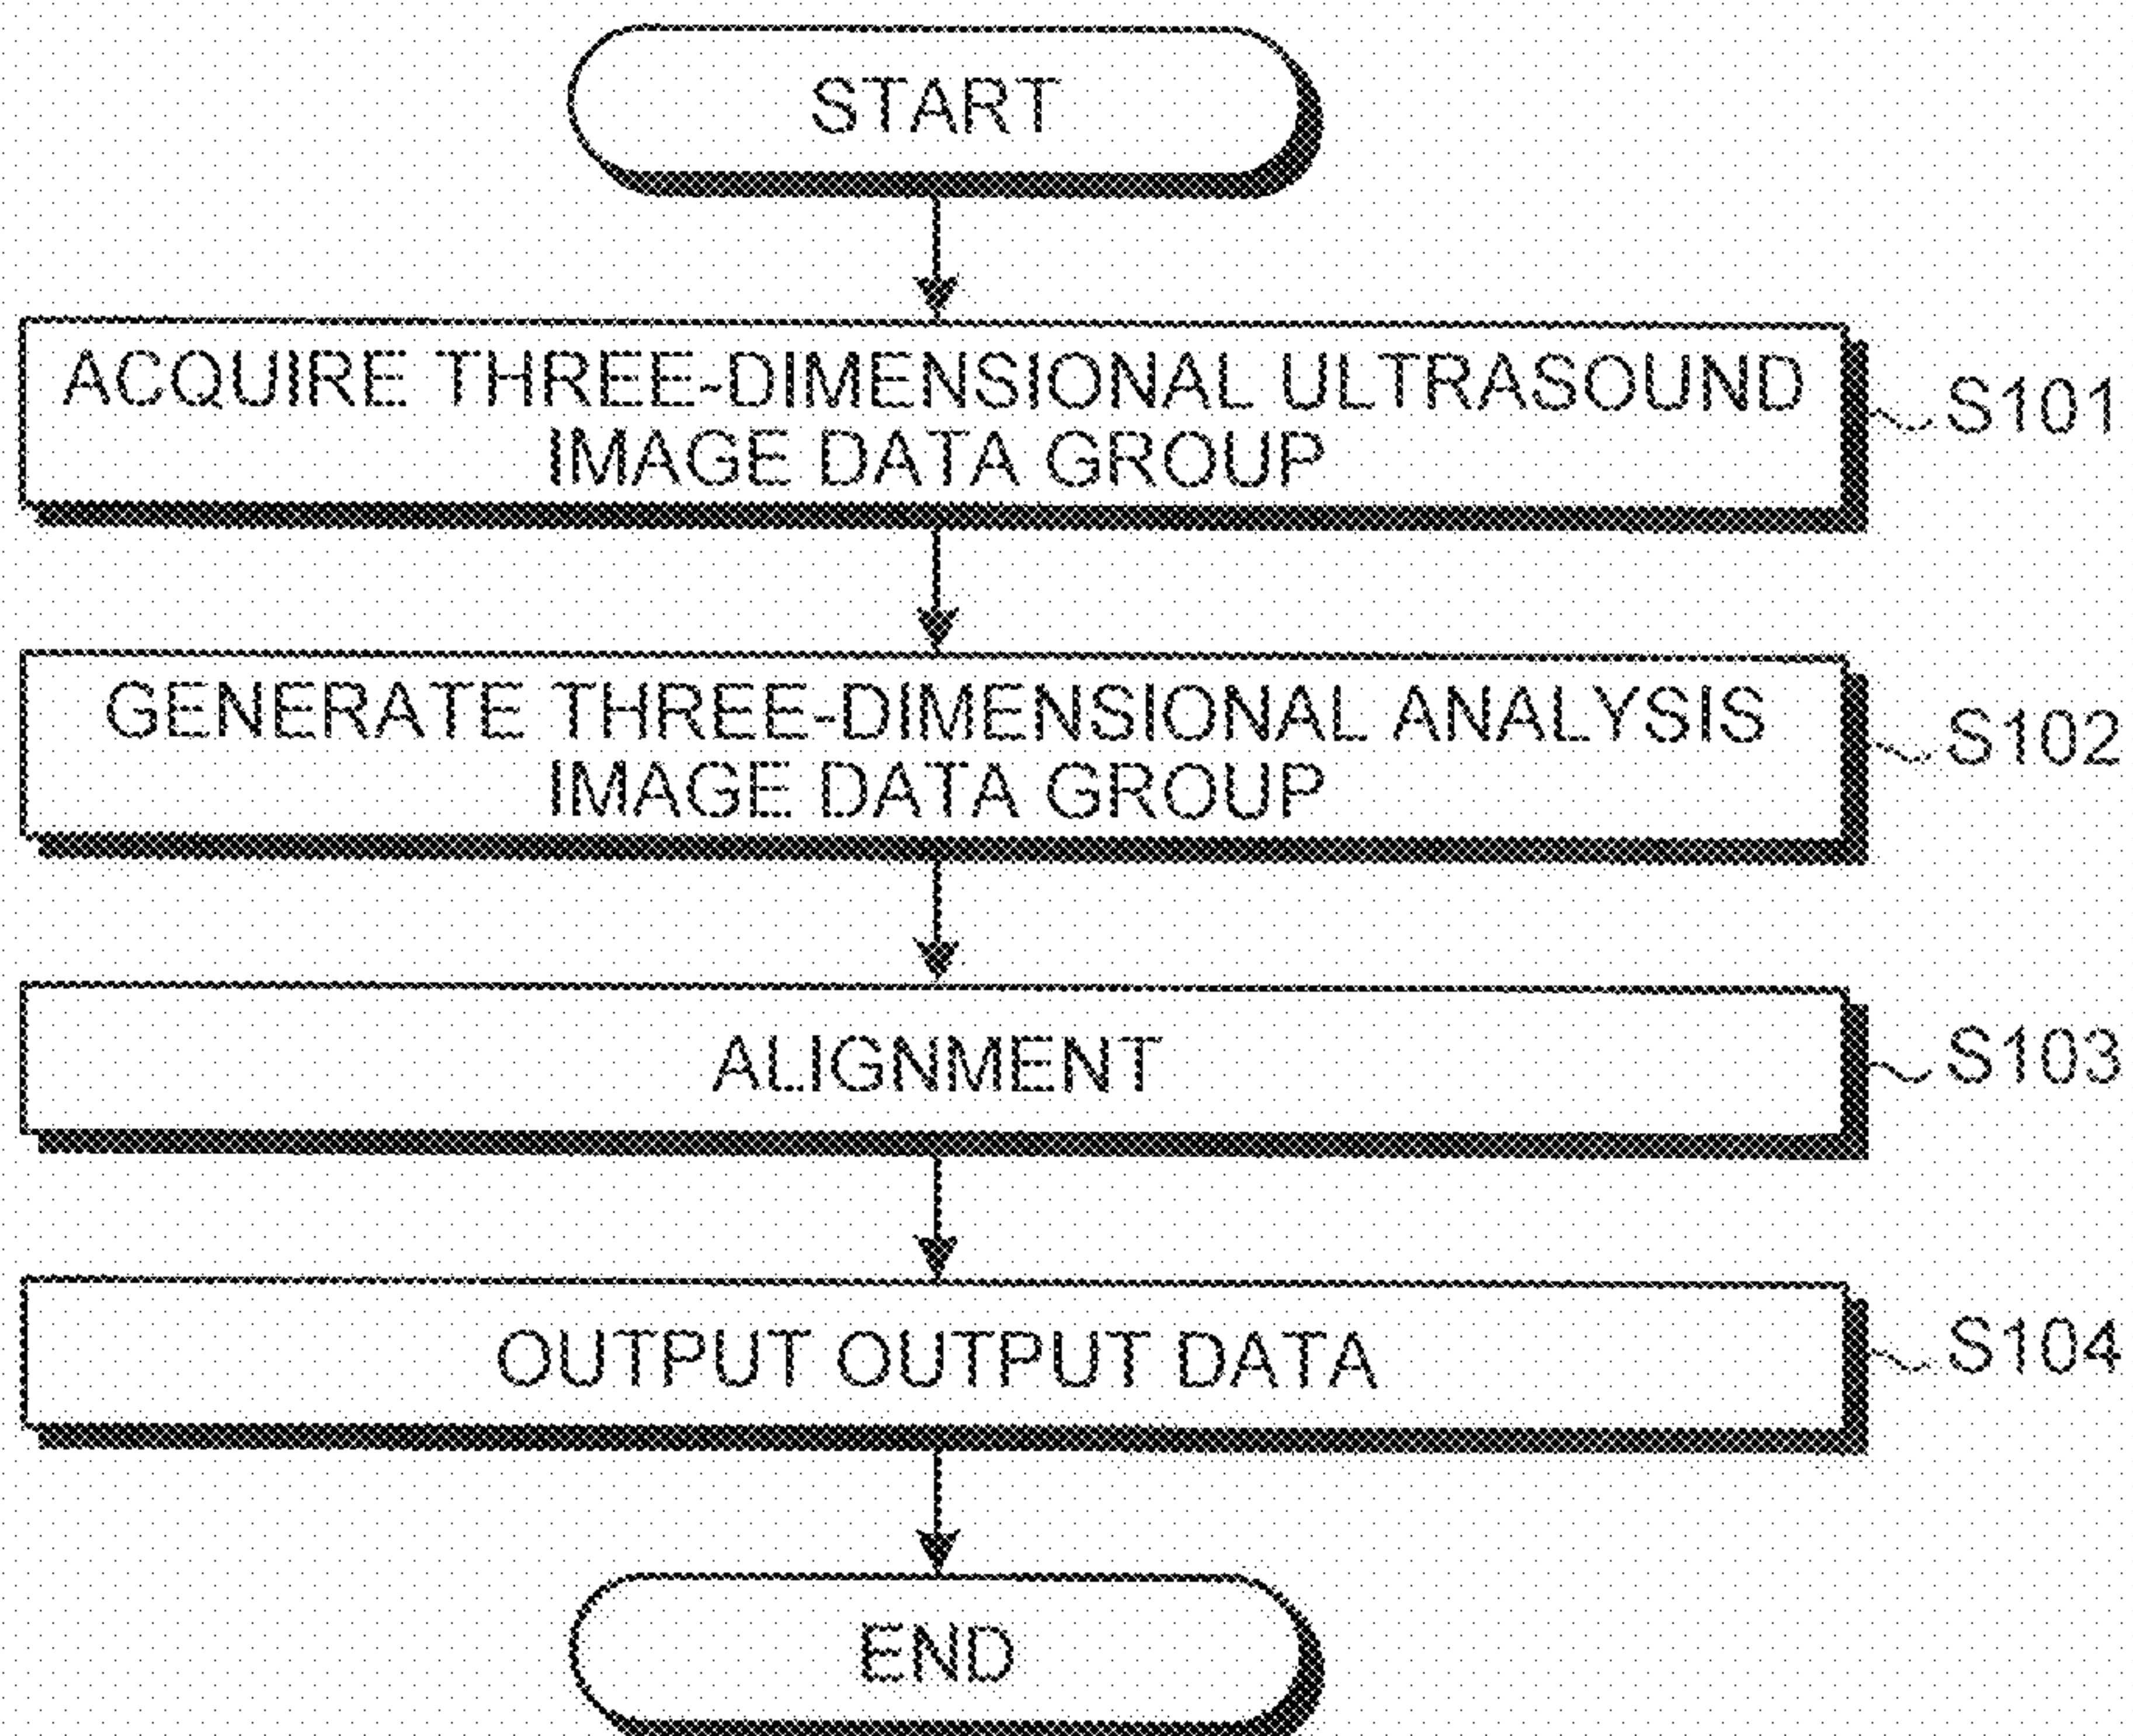 START
ACQUIRE THREE-DIMENSIONAL ULTRASOUND
IMAGE DATA GROUP
S101
GENERATE THREE-DIMENSIONAL ANALYSIS
IMAGE DATA GROUP
S102
ALIGNMENT
S103
OUTPUT OUTPUT DATA
S104
END